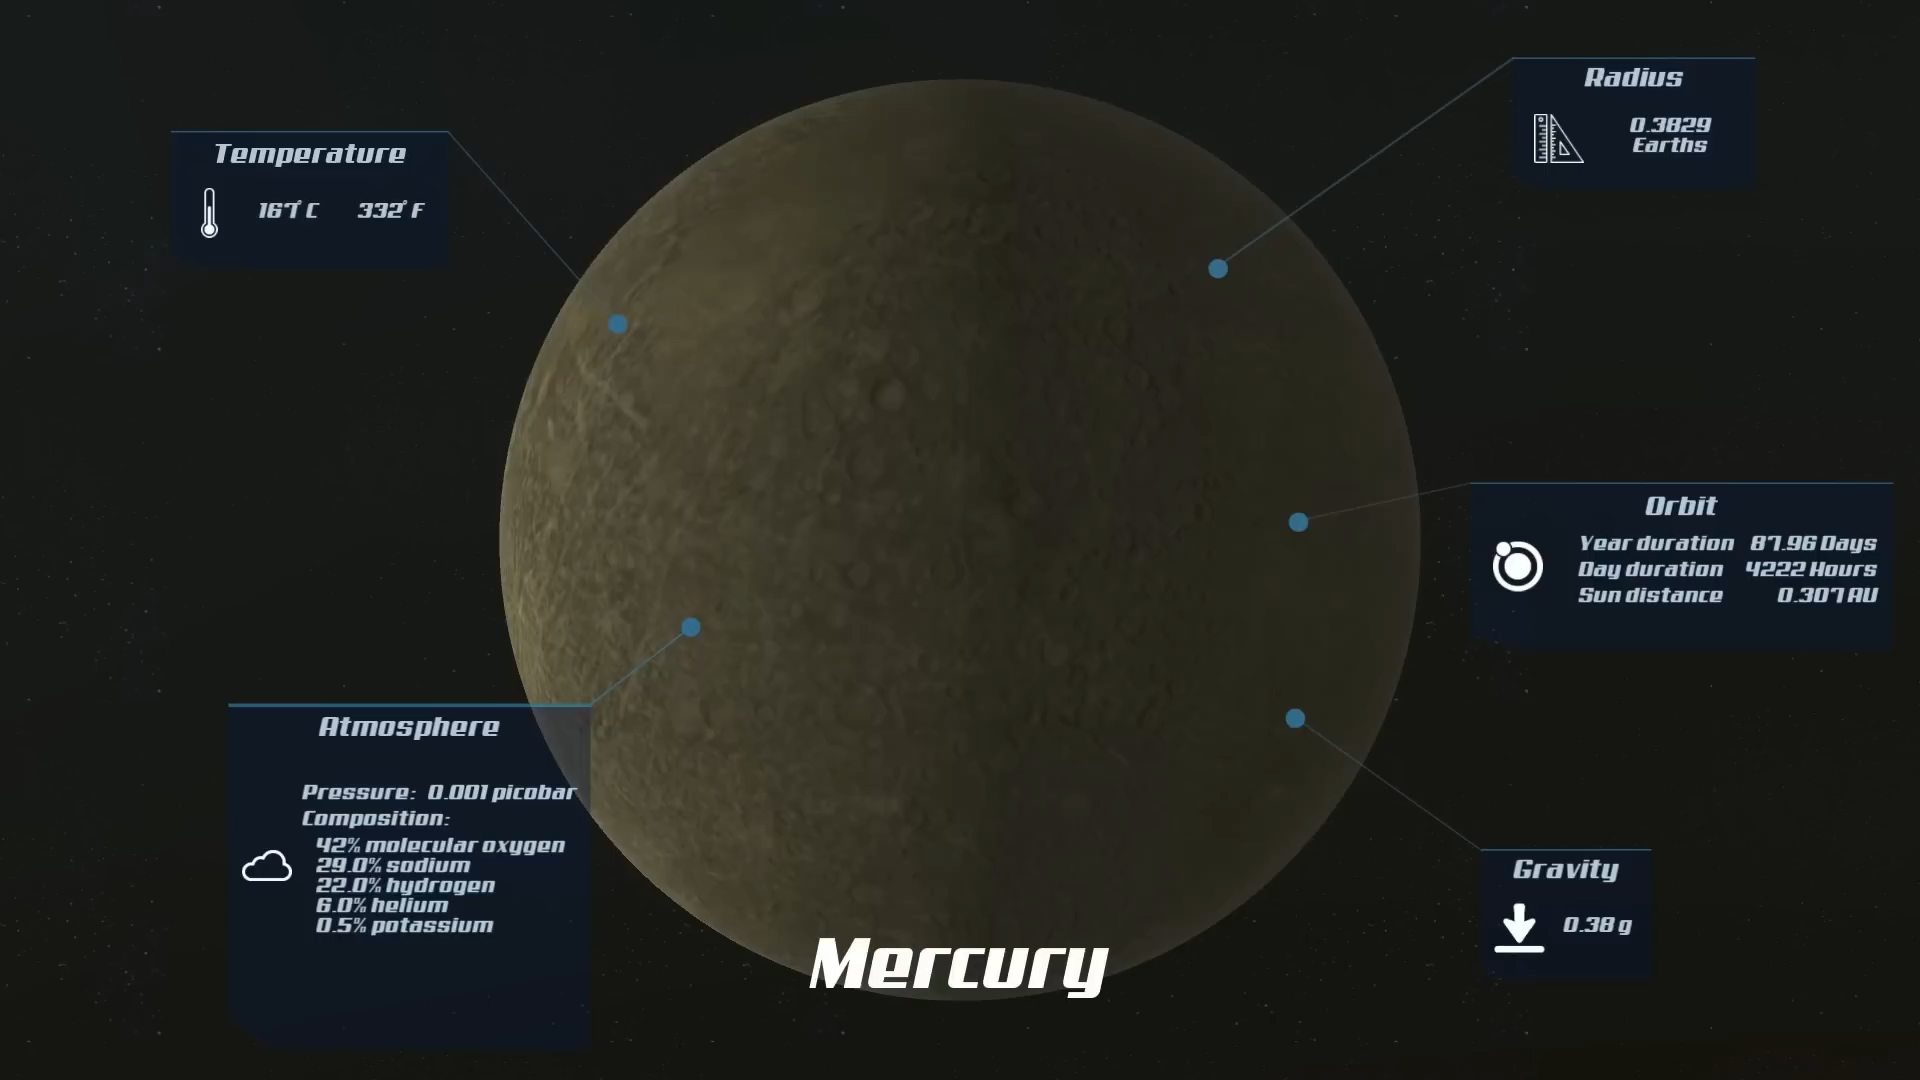 Temperature
167° C 332° F
Radius
0.3829
Earths
Orbit
Year duration 87.96 Days
Day duration 4222 Hours
Sun distance 0.307 AU
Atmosphere
Pressure: 0.001 picobar
Composition:
42% molecular oxygen
29.0% sodium
22.0% hydrogen
6.0% helium
0.5% potassium
Gravity
0.38 g
Mercury